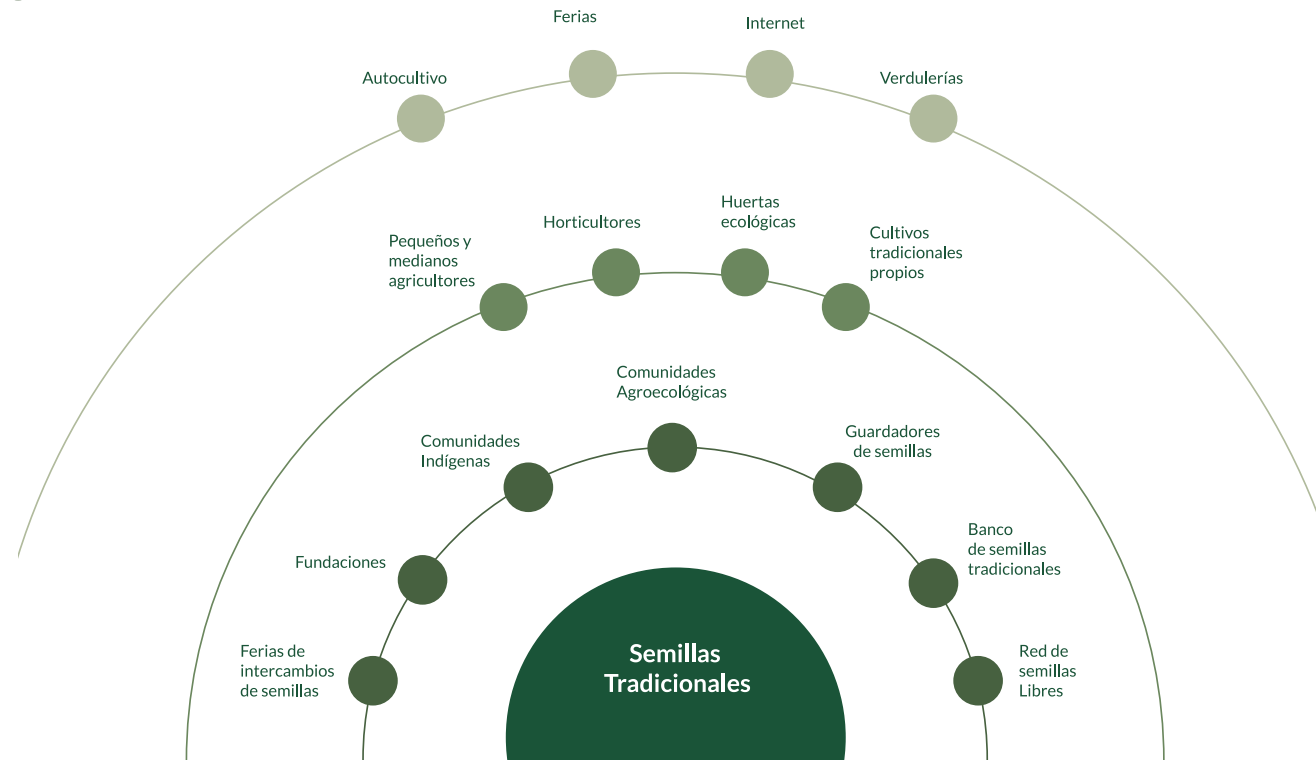 Ferias
Internet
Autocultivo
Verdulerías
Huertas
ecológicas
Horticultores
Cultivos
tradicionales
propios
Pequeños y
medianos
agricultores
Comunidades
Agroecológicas
Guardadores
de semillas
Comunidades
Indígenas
Banco
de semillas
tradicionales
Fundaciones
Ferias de
intercambios
de semillas
Semillas
Tradicionales
Red de
semillas
Libres